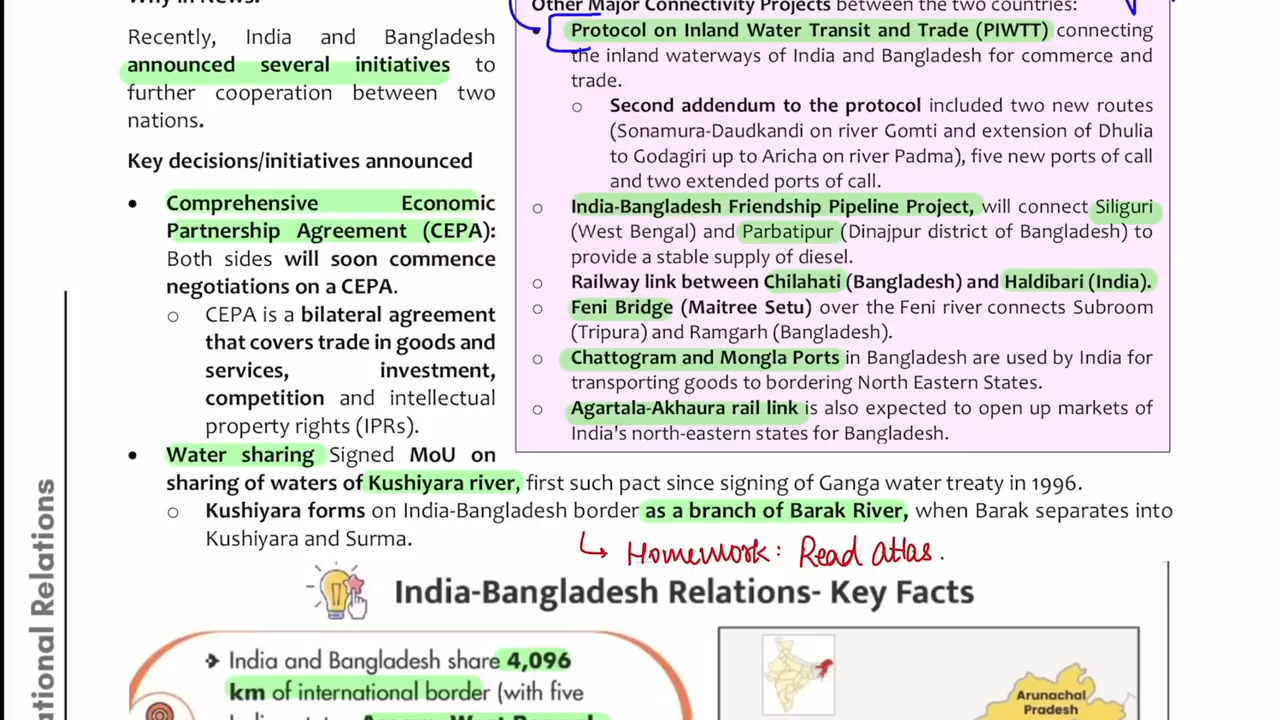 Why in News?
Recently, India and Bangladesh
announced several initiatives to
further cooperation between two
nations.
Key decisions/initiatives announced
• Comprehensive Economic
Partnership Agreement (CEPA):
Both sides will soon commence
negotiations on a CEPA.
○ CEPA is a bilateral agreement
that covers trade in goods and
services, investment,
competition and intellectual
property rights (IPRs).
Other Major Connectivity Projects between the two countries:
• Protocol on Inland Water Transit and Trade (PIWTT) connecting
the inland waterways of India and Bangladesh for commerce and
trade.
○ Second addendum to the protocol included two new routes
(Sonamura-Daudkandi on river Gomti and extension of Dhulia
to Godagiri up to Aricha on river Padma), five new ports of call
and two extended ports of call.
○ India-Bangladesh Friendship Pipeline Project, will connect Siliguri
(West Bengal) and Parbatipur (Dinajpur district of Bangladesh) to
provide a stable supply of diesel.
○ Railway link between Chilahati (Bangladesh) and Haldibari (India).
○ Feni Bridge (Maitree Setu) over the Feni river connects Subroom
(Tripura) and Ramgarh (Bangladesh).
○ Chattogram and Mongla Ports in Bangladesh are used by India for
transporting goods to bordering North Eastern States.
○ Agartala-Akhaura rail link is also expected to open up markets of
India's north-eastern states for Bangladesh.
• Water sharing Signed MoU on
sharing of waters of Kushiyara river, first such pact since signing of Ganga water treaty in 1996.
○ Kushiyara forms on India-Bangladesh border as a branch of Barak River, when Barak separates into
Kushiyara and Surma.
Homework: Read atlas.
India-Bangladesh Relations- Key Facts
India and Bangladesh share 4,096
km of international border (with five
Arunachal
Pradesh
ational Relations